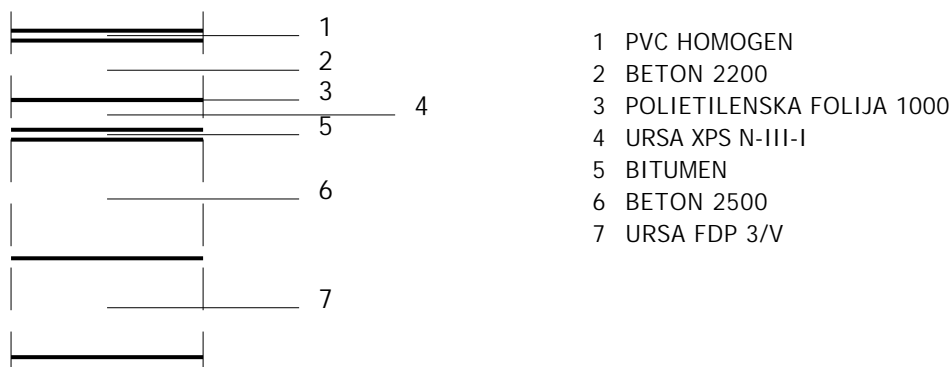 1
2
3
4
5
6
7
1 PVC HOMOGEN
2 BETON 2200
3 POLIETILENSKA FOLIJA 1000
4 URSA XPS N-III-I
5 BITUMEN
6 BETON 2500
7 URSA FDP 3/V